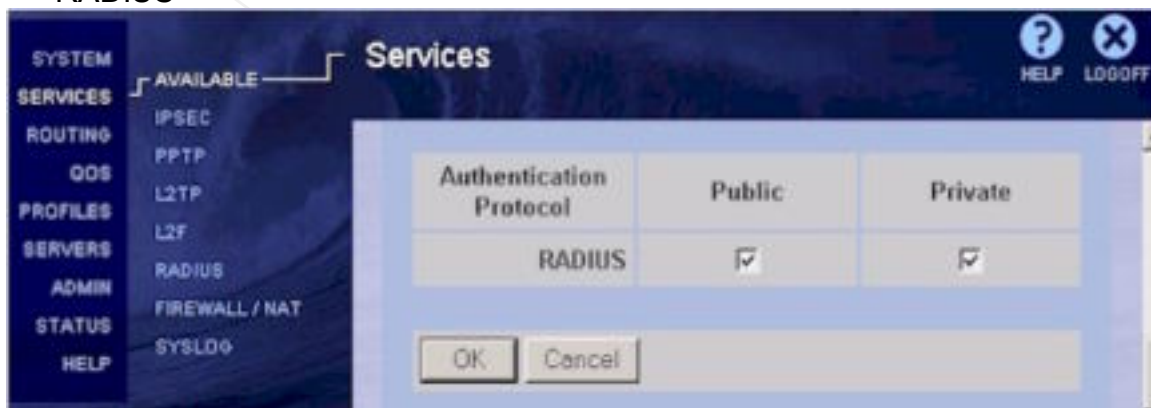 RADIUS
Services
HELP
LOGOFF
SYSTEM
SERVICES
ROUTING
QOS
PROFILES
SERVERS
ADMIN
STATUS
HELP
AVAILABLE
IPSEC
PPTP
L2TP
L2F
RADIUS
FIREWALL / NAT
SYSLOG
Authentication
Protocol
Public
Private
RADIUS
OK
Cancel